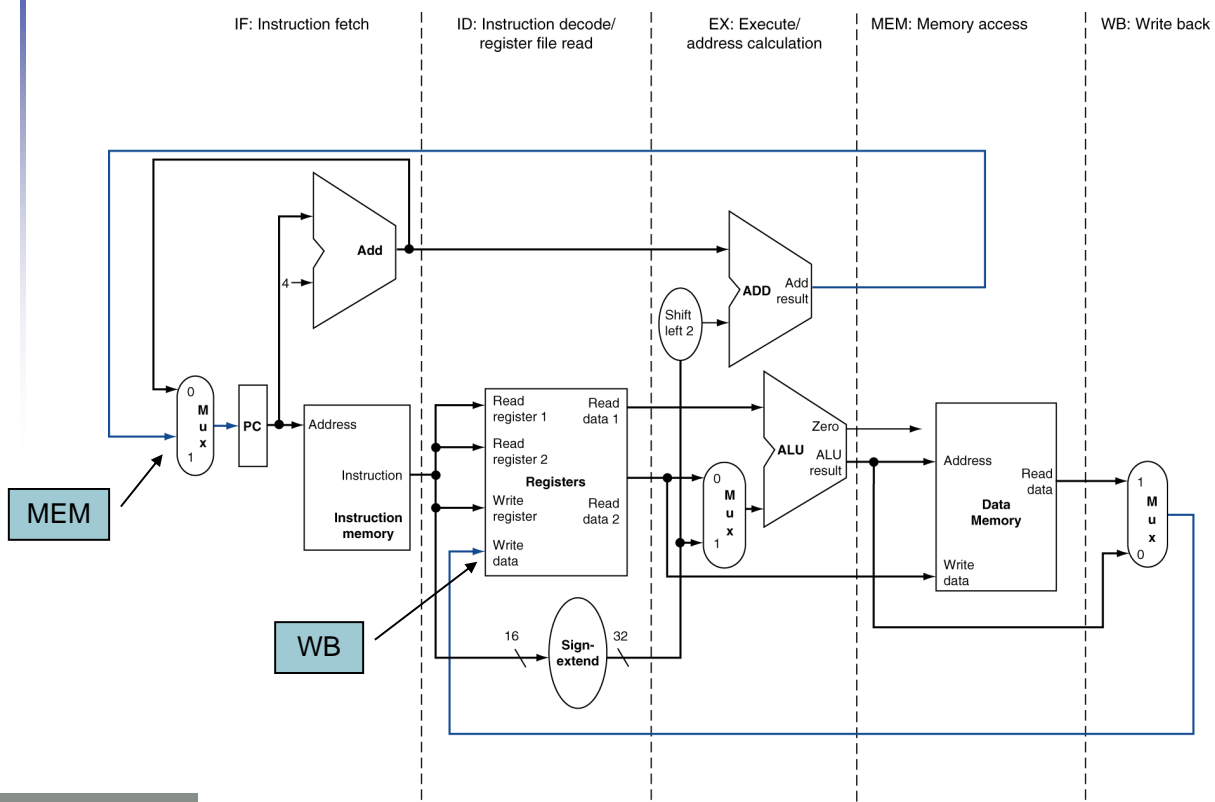 IF: Instruction fetch
ID: Instruction decode/
register file read
EX: Execute/
address calculation
MEM: Memory access
WB: Write back
Add
4
ADD
Add
result
Shift
left 2
0
M
u
x
1
PC
Address
Instruction
Instruction
memory
Read
register 1
Read
register 2
Write
register
Write
data
Registers
Read
data 1
Read
data 2
0
M
u
x
1
Zero
ALU
ALU
result
Address
Read
data
Data
Memory
Write
data
1
M
u
x
0
MEM
WB
16
Sign-
extend
32